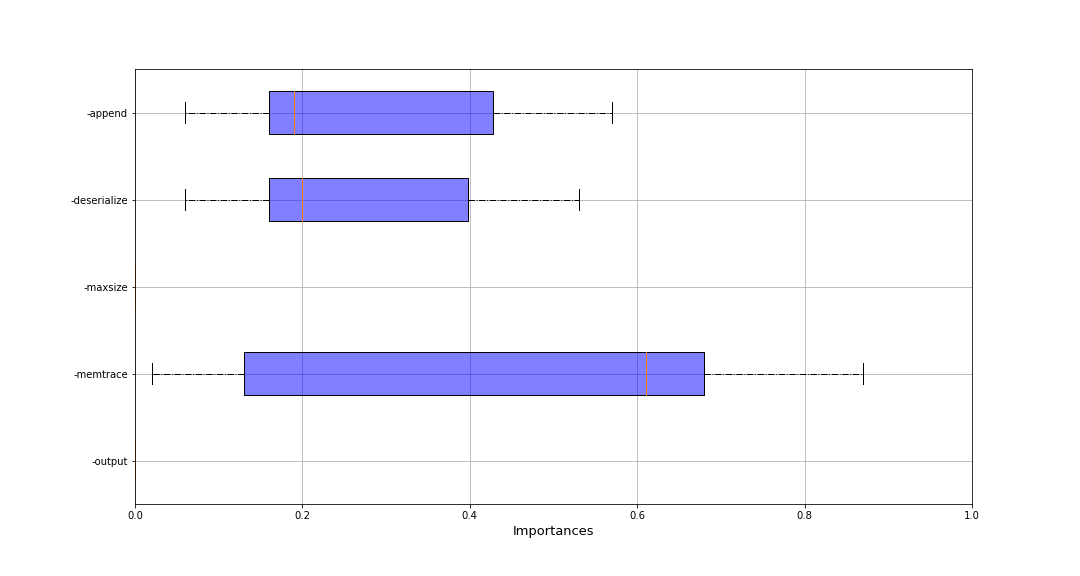 -append
-deserialize
-maxsize
-memtrace
-output
0.0 0.2 0.4 0.6 0.8 1.0
Importances